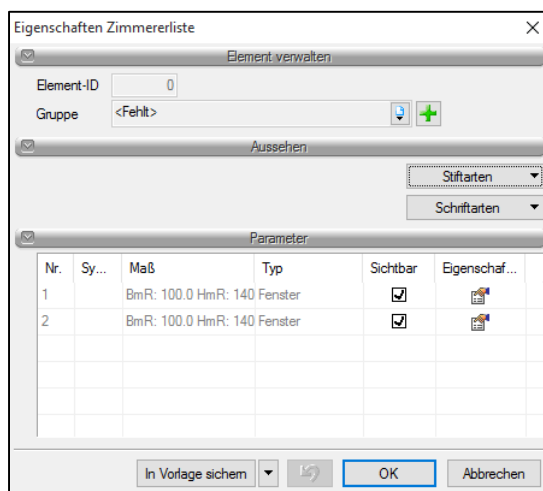 Eigenschaften Zimmererliste
Element verwalten
Element-ID 0
Gruppe <Fehlt>
Aussehen
Stiftarten
Schriftarten
Parameter
Nr. Sy... Maß Typ Sichtbar Eigenschaf...
1 BmR: 100.0 HmR: 140 Fenster
2 BmR: 100.0 HmR: 140 Fenster
In Vorlage sichern OK Abbrechen